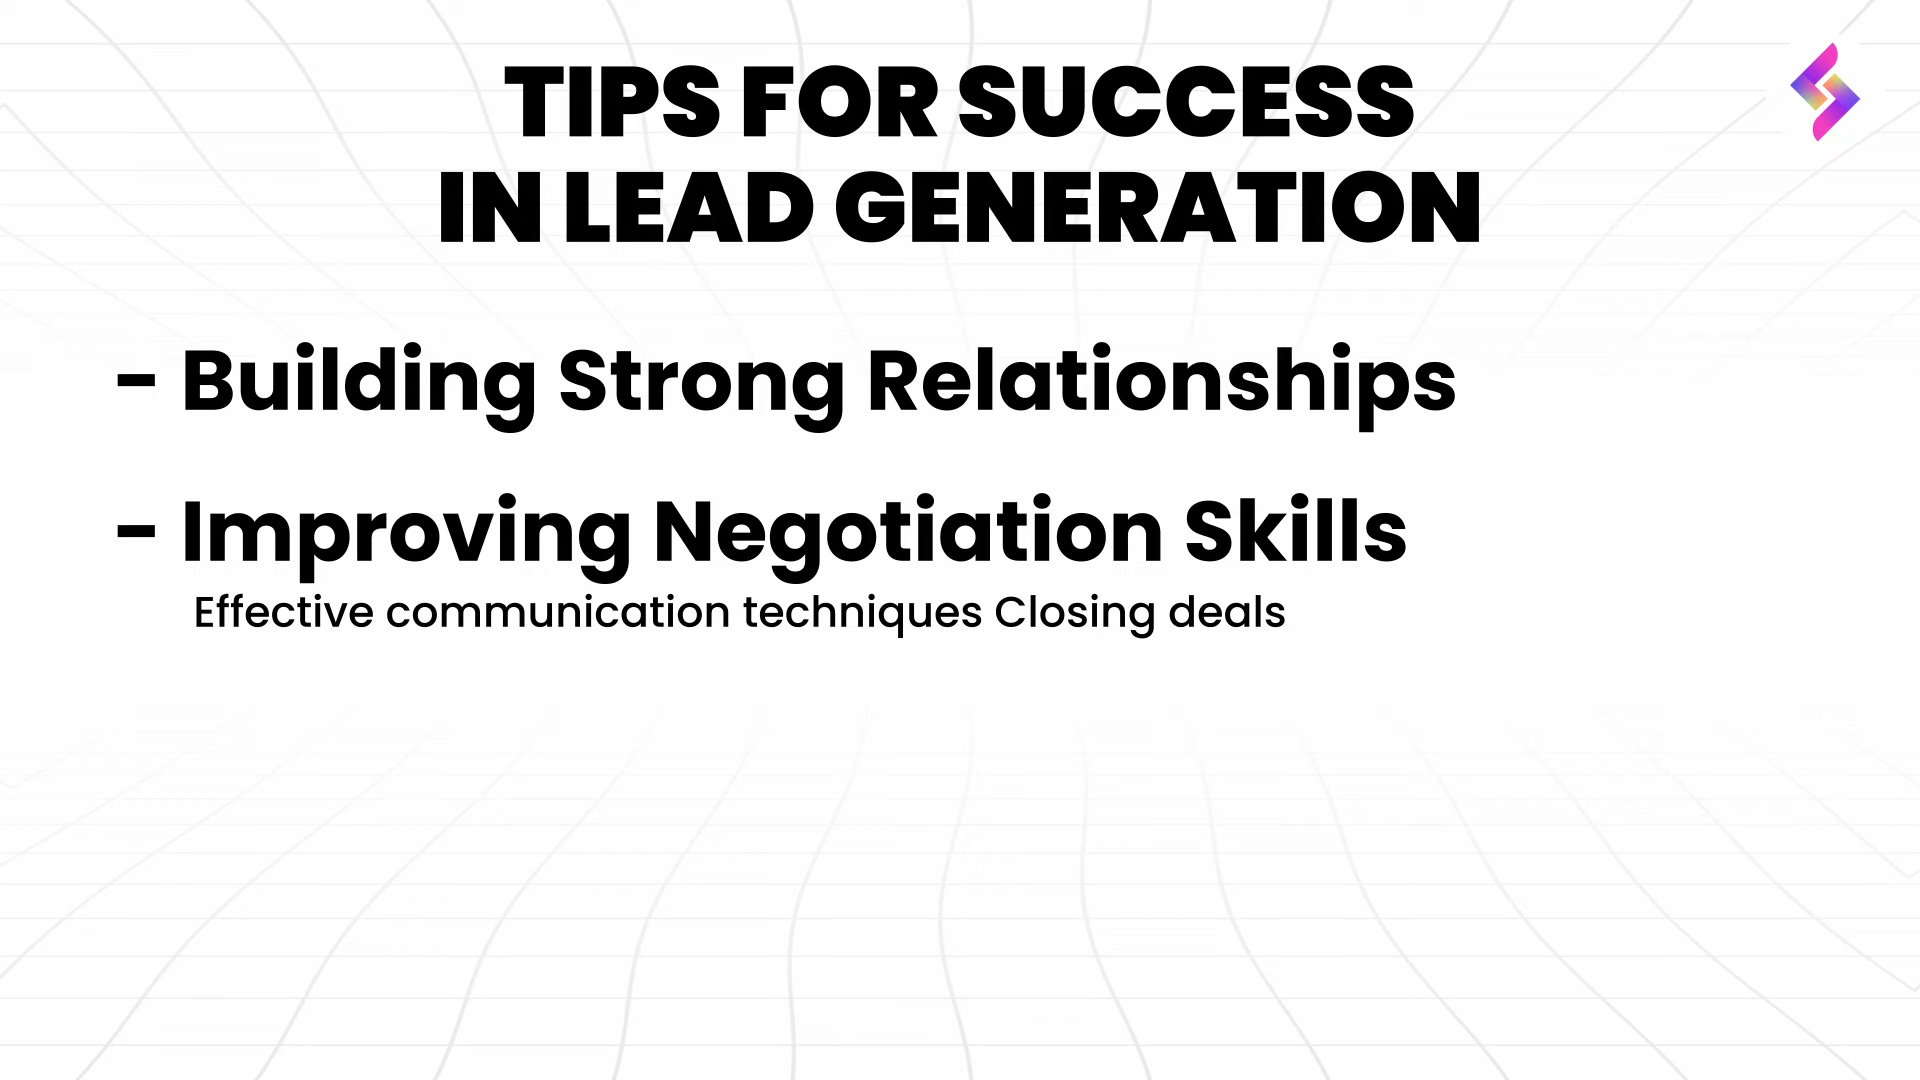 TIPS FOR SUCCESS
IN LEAD GENERATION
- Building Strong Relationships
- Improving Negotiation Skills
Effective communication techniques Closing deals